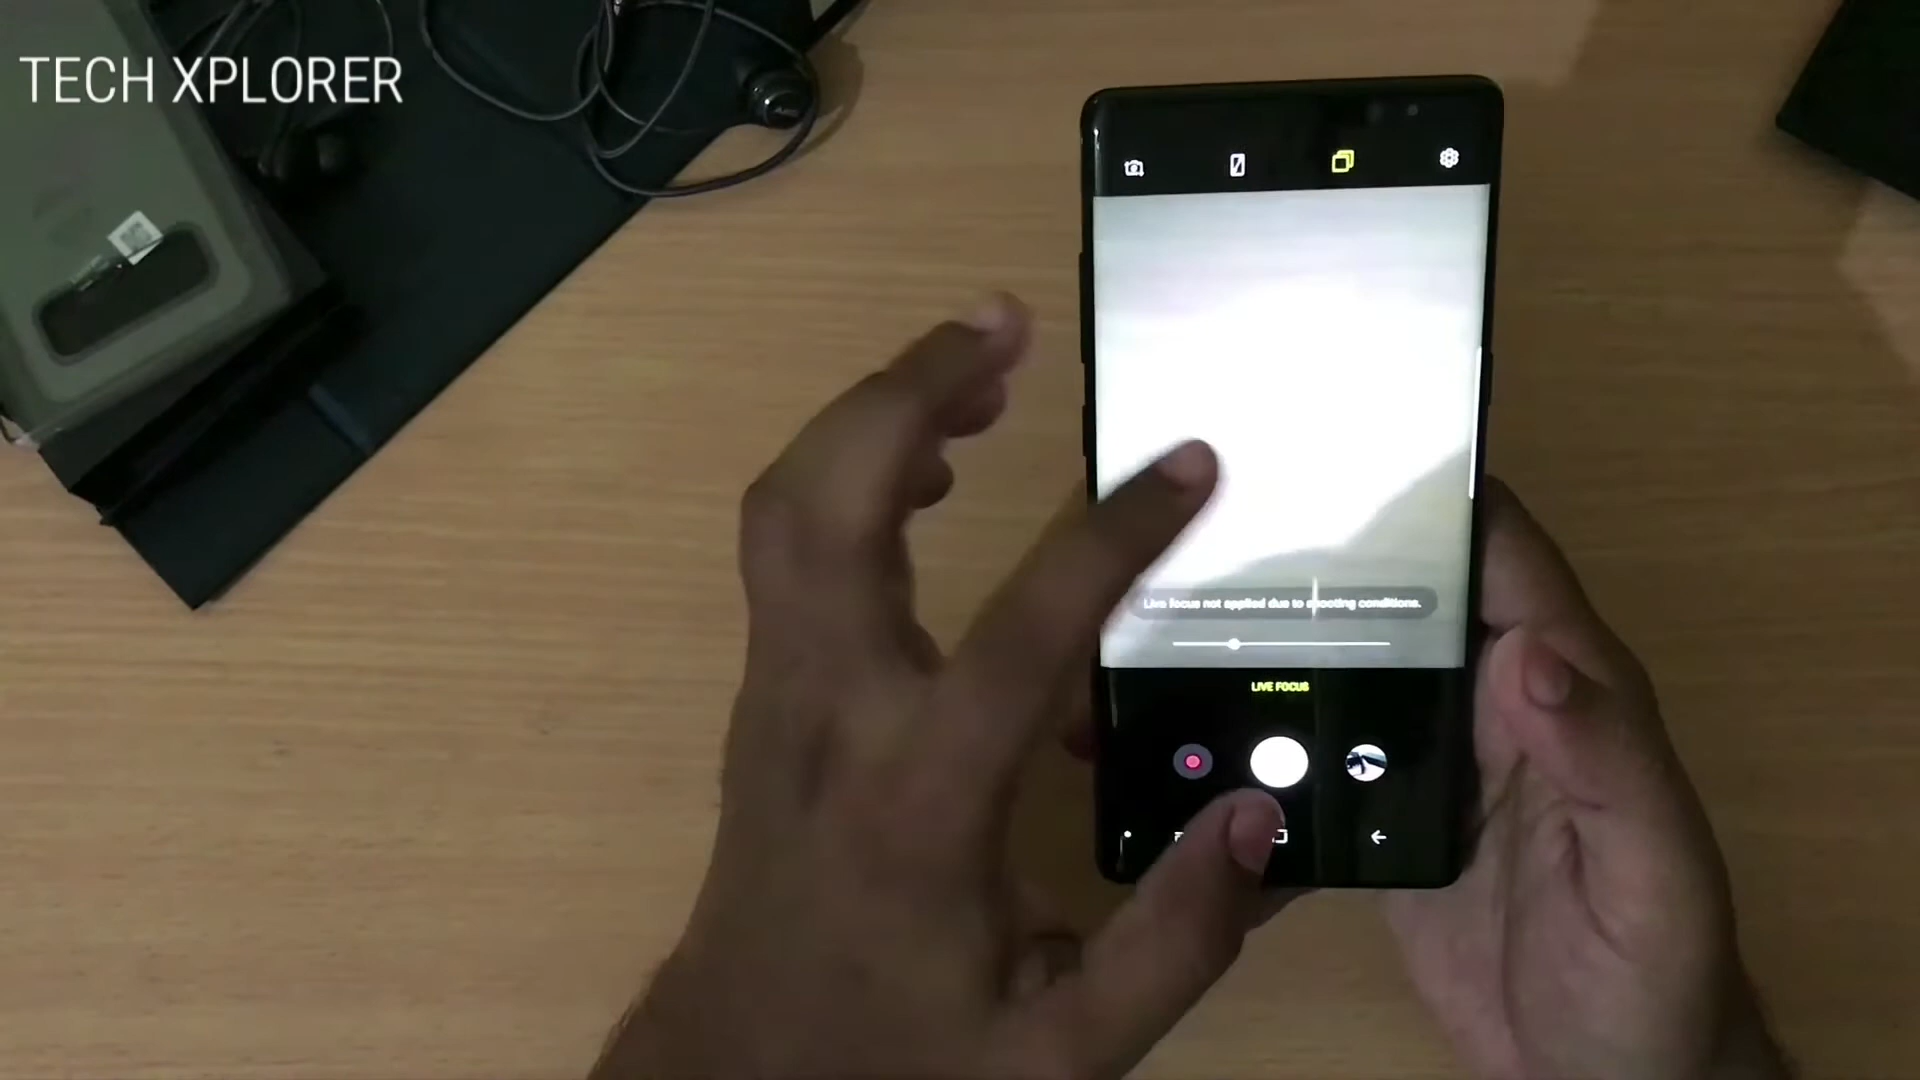 TECH XPLORER
Live focus not applied due to shooting conditions.
LIVE FOCUS